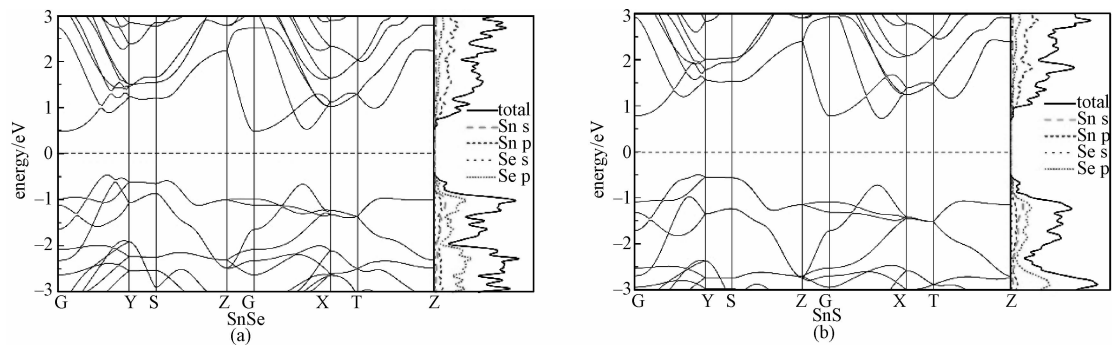 3
2
1
0
−1
−2
−3
energy/eV
total
Sn s
Sn p
Se s
Se p
G Y S Z G X T Z
SnSe
(a)
3
2
1
0
−1
−2
−3
energy/eV
total
Sn s
Sn p
Se s
Se p
G Y S Z G X T Z
SnS
(b)